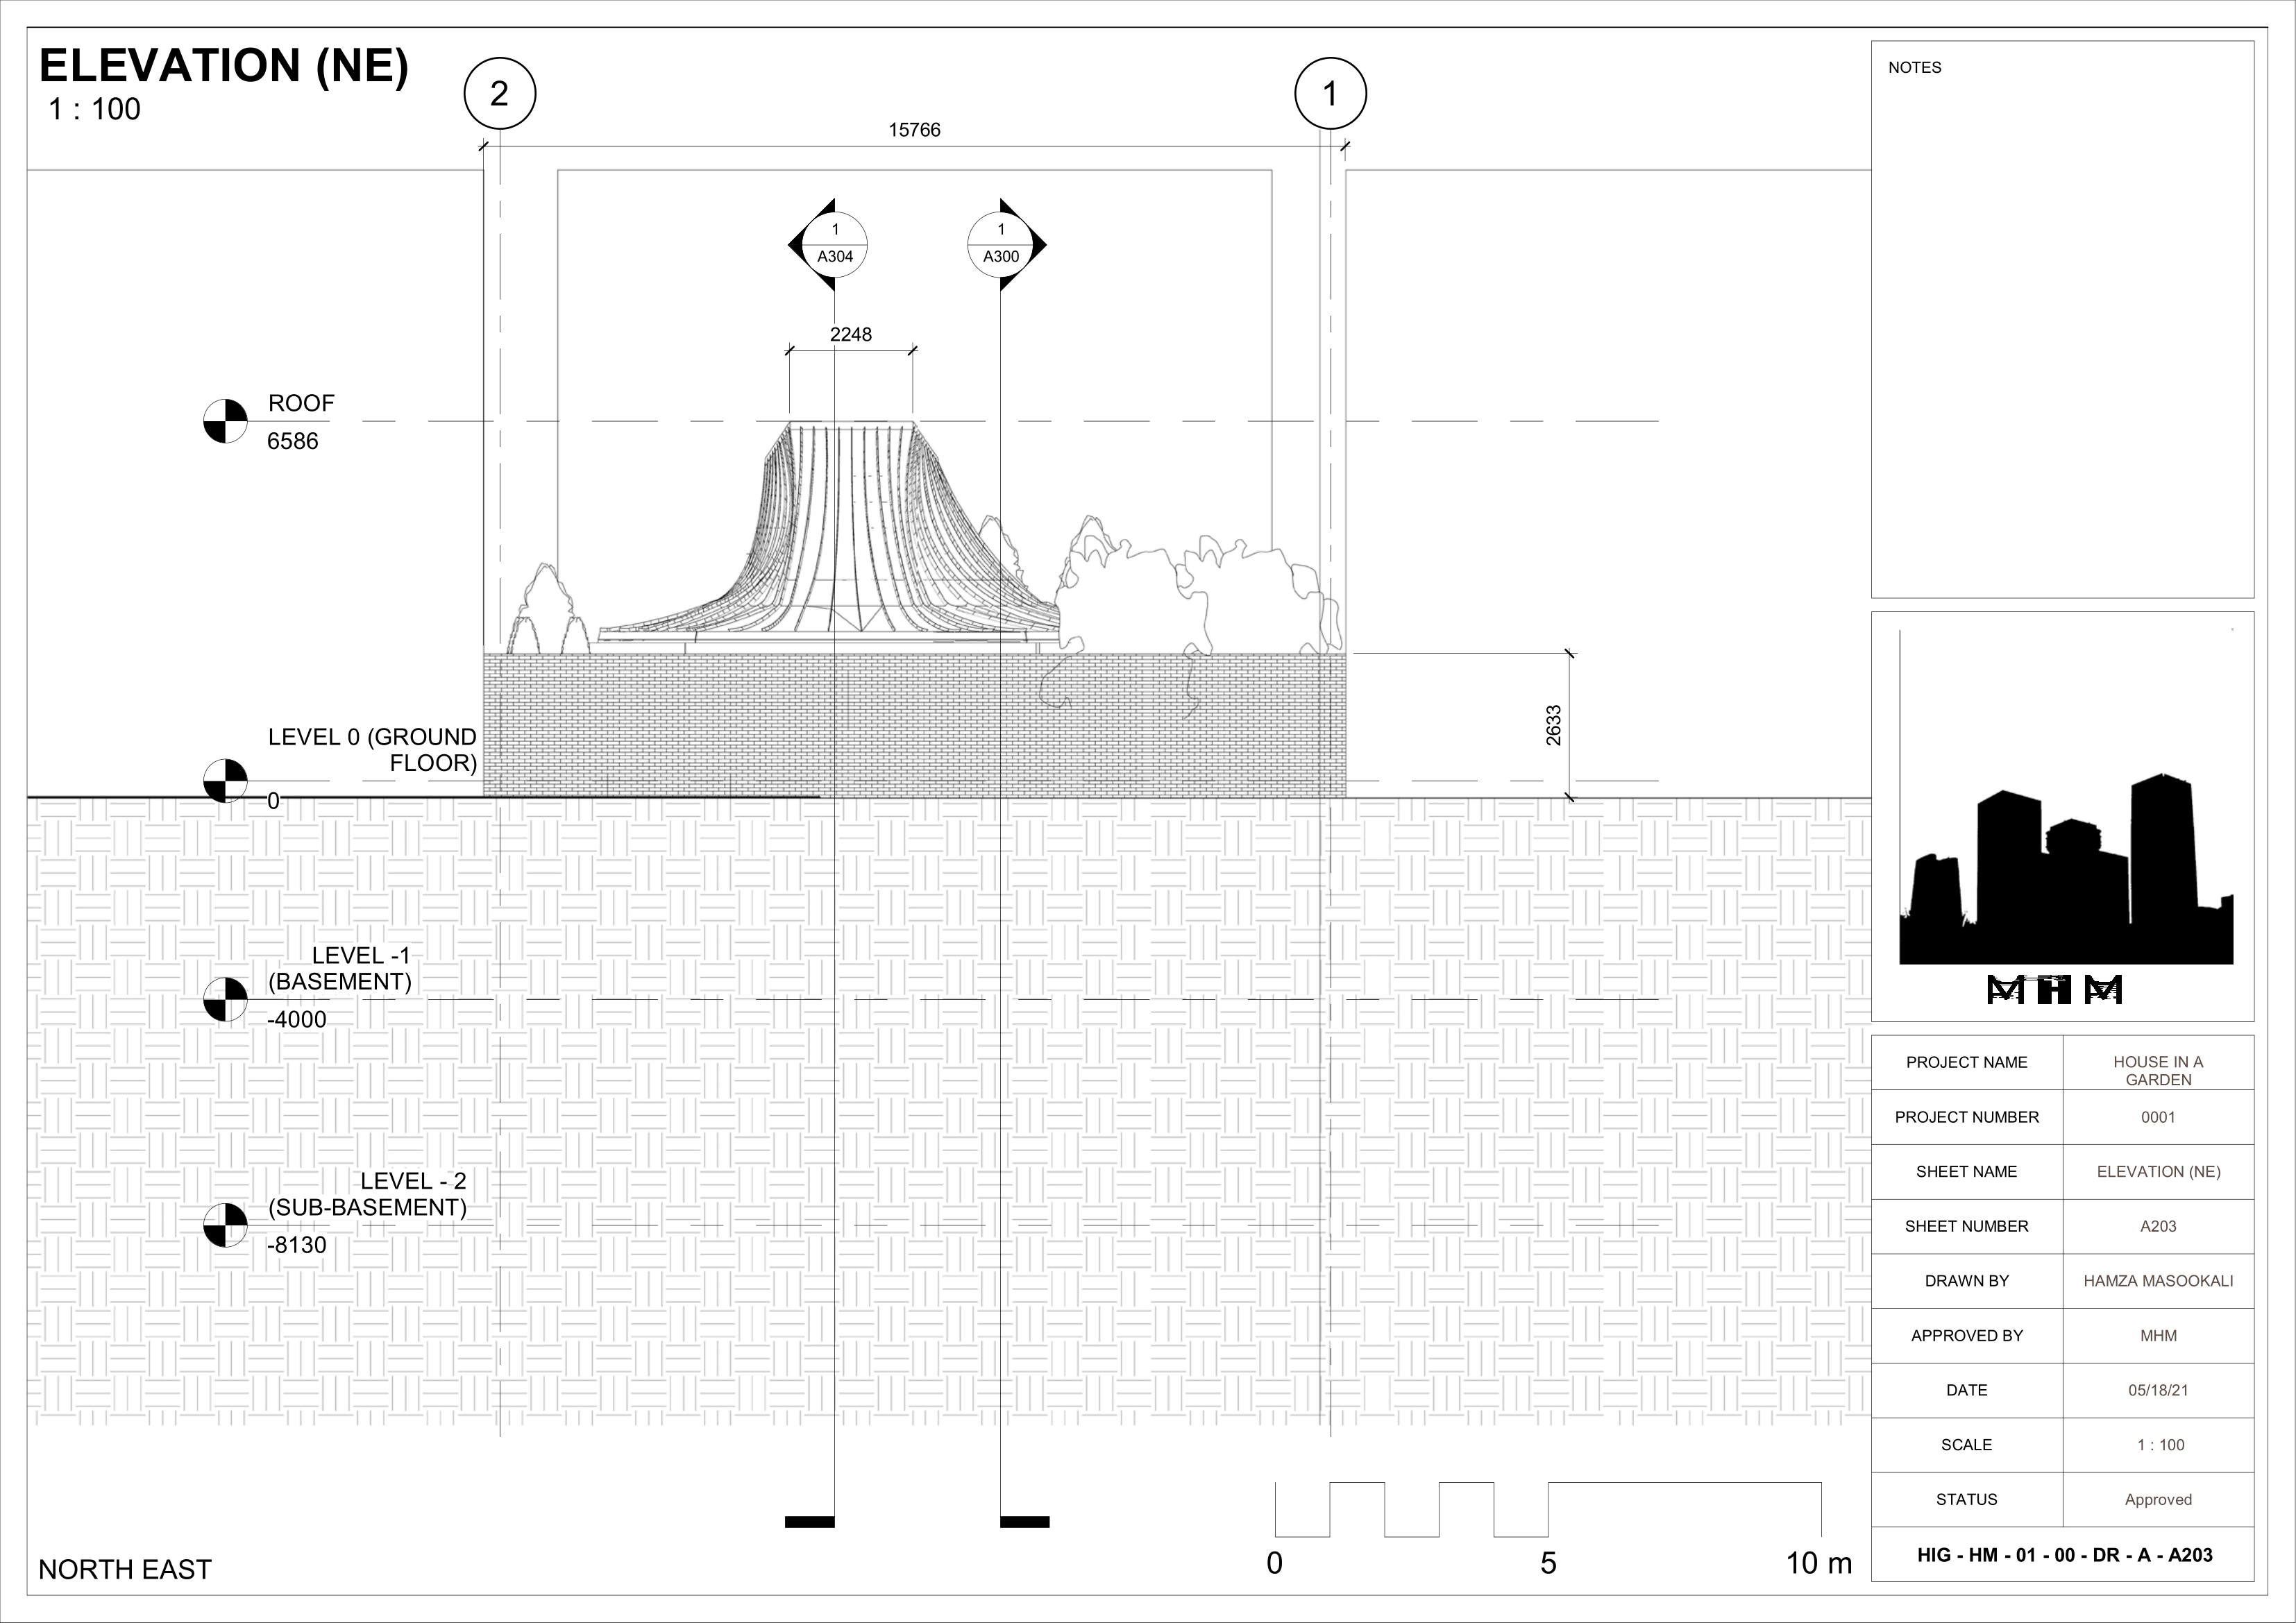 ELEVATION (NE)
1 : 100
2
1
15766
1
A304
1
A300
2248
ROOF
6586
LEVEL 0 (GROUND
FLOOR)
0
2633
LEVEL -1
(BASEMENT)
-4000
LEVEL - 2
(SUB-BASEMENT)
-8130
0
5
10 m
NORTH EAST
NOTES
MHM
PROJECT NAME
HOUSE IN A
GARDEN
PROJECT NUMBER
0001
SHEET NAME
ELEVATION (NE)
SHEET NUMBER
A203
DRAWN BY
HAMZA MASOOKALI
APPROVED BY
MHM
DATE
05/18/21
SCALE
1 : 100
STATUS
Approved
HIG - HM - 01 - 00 - DR - A - A203